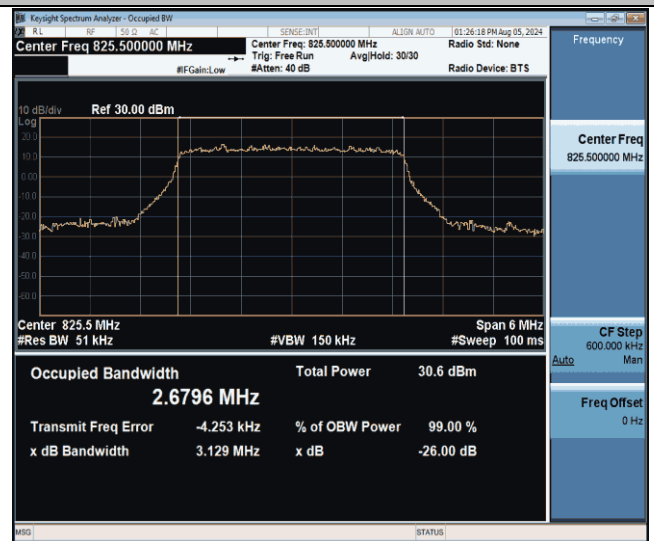 Keysight Spectrum Analyzer - Occupied BW
RL RF 50 Ω AC SENSE:INT ALIGN AUTO 01:26:18 PM Aug 05, 2024
Center Freq 825.500000 MHz Center Freq: 825.500000 MHz Radio Std: None Frequency
Trig: Free Run Avg|Hold: 30/30
#IFGain:Low #Atten: 40 dB Radio Device: BTS
10 dB/div Ref 30.00 dBm
Log
20.0
10.0
0.00
-10.0
-20.0
-30.0
-40.0
-50.0
-60.0
Center 825.5 MHz Span 6 MHz
#Res BW 51 kHz #VBW 150 kHz #Sweep 100 ms
Center Freq
825.500000 MHz
CF Step
600.000 kHz
Auto Man
Freq Offset
0 Hz
Occupied Bandwidth Total Power 30.6 dBm
2.6796 MHz
Transmit Freq Error -4.253 kHz % of OBW Power 99.00 %
x dB Bandwidth 3.129 MHz x dB -26.00 dB
MSG STATUS